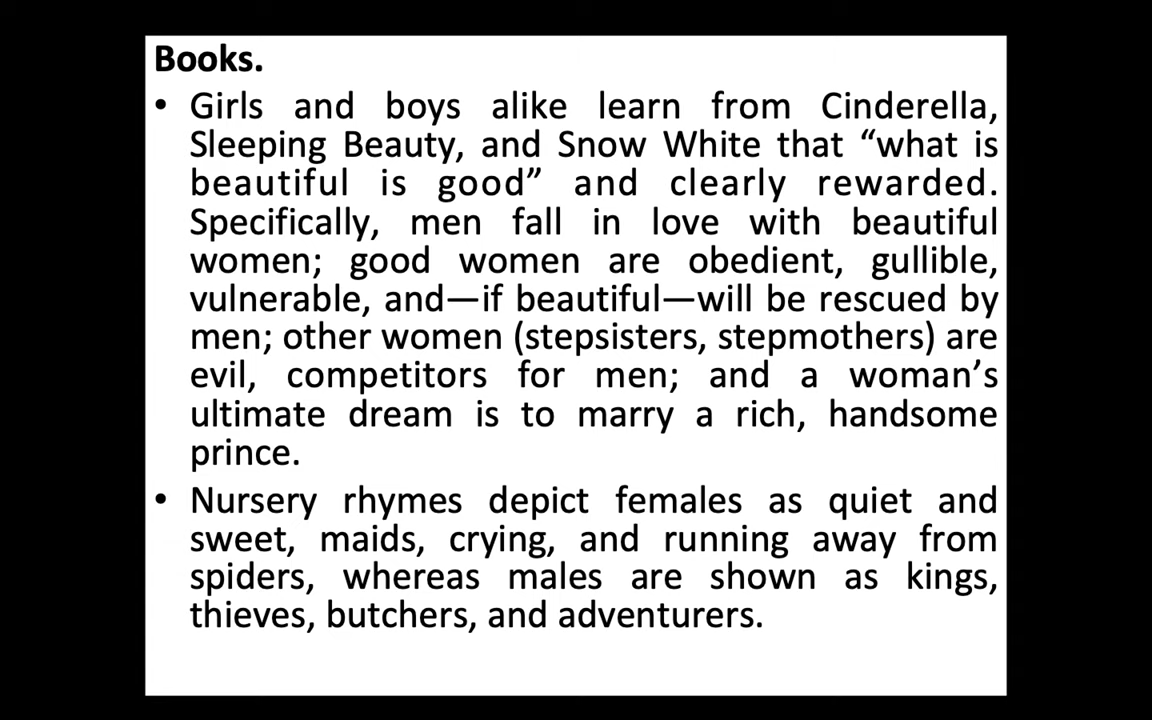 Books.
• Girls and boys alike learn from Cinderella,
Sleeping Beauty, and Snow White that “what is
beautiful is good” and clearly rewarded.
Specifically, men fall in love with beautiful
women; good women are obedient, gullible,
vulnerable, and—if beautiful—will be rescued by
men; other women (stepsisters, stepmothers) are
evil, competitors for men; and a woman’s
ultimate dream is to marry a rich, handsome
prince.
• Nursery rhymes depict females as quiet and
sweet, maids, crying, and running away from
spiders, whereas males are shown as kings,
thieves, butchers, and adventurers.